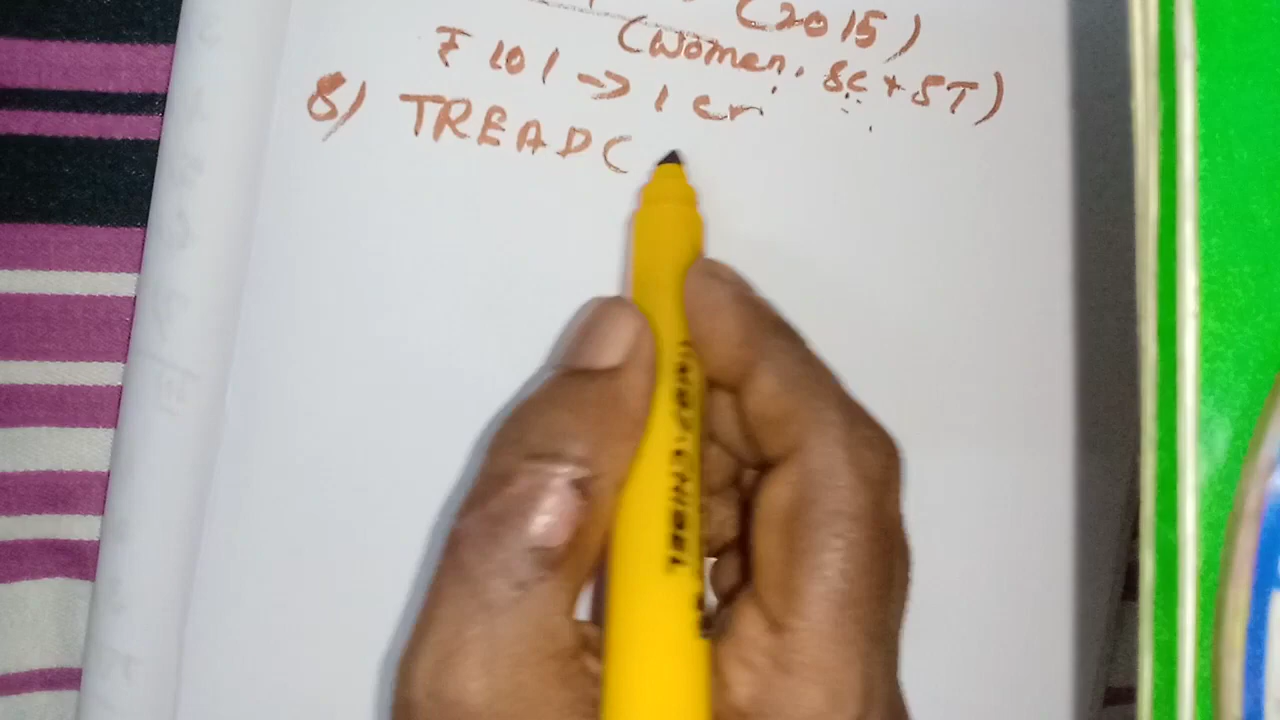 (2015)
(Women, SC + ST)
₹ 10 l → 1 cr
8) TREAD (